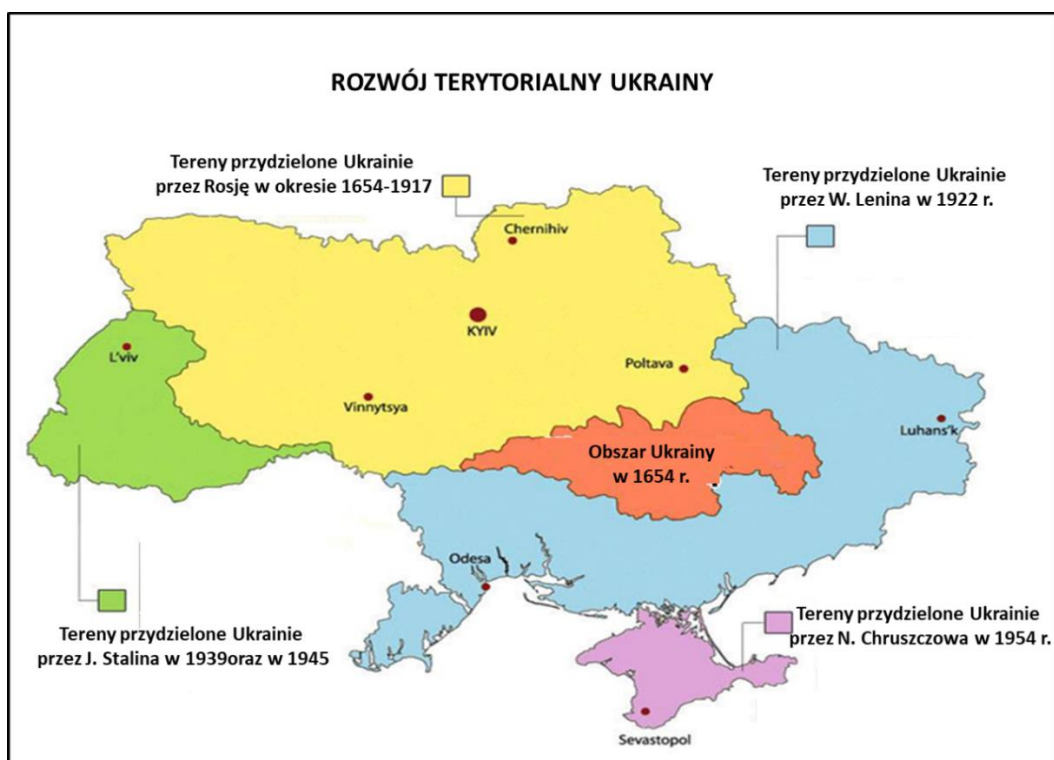 ROZWÓJ TERYTORIALNY UKRAINY
Tereny przydzielone Ukrainie
przez Rosję w okresie 1654-1917
Tereny przydzielone Ukrainie
przez W. Lenina w 1922 r.
Chernihiv
KYIV
L'viv
Poltava
Vinnytsya
Luhans'k
Obszar Ukrainy
w 1654 r.
Odesa
Tereny przydzielone Ukrainie
przez J. Stalina w 1939oraz w 1945
Tereny przydzielone Ukrainie
przez N. Chruszczowa w 1954 r.
Sevastopol